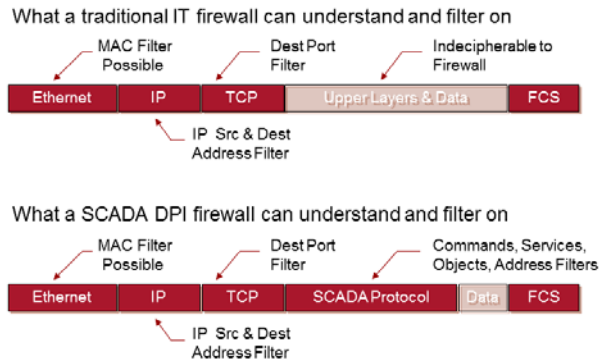 What a traditional IT firewall can understand and filter on
MAC Filter
Possible
Dest Port
Filter
Indecipherable to
Firewall
Ethernet
IP
TCP
Upper Layers & Data
FCS
IP Src & Dest
Address Filter
What a SCADA DPI firewall can understand and filter on
MAC Filter
Possible
Dest Port
Filter
Commands, Services,
Objects, Address Filters
Ethernet
IP
TCP
SCADA Protocol
Data
FCS
IP Src & Dest
Address Filter